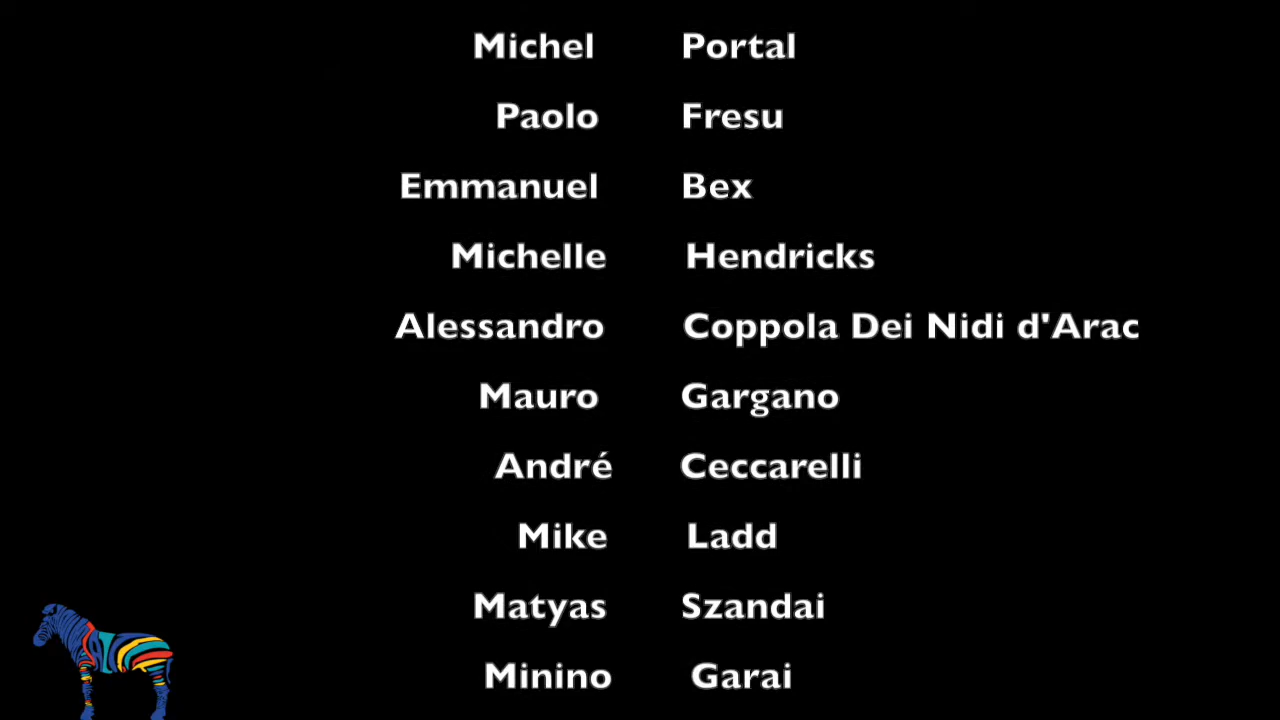 Michel Portal
Paolo Fresu
Emmanuel Bex
Michelle Hendricks
Alessandro Coppola Dei Nidi d'Arac
Mauro Gargano
André Ceccarelli
Mike Ladd
Matyas Szandai
Minino Garai